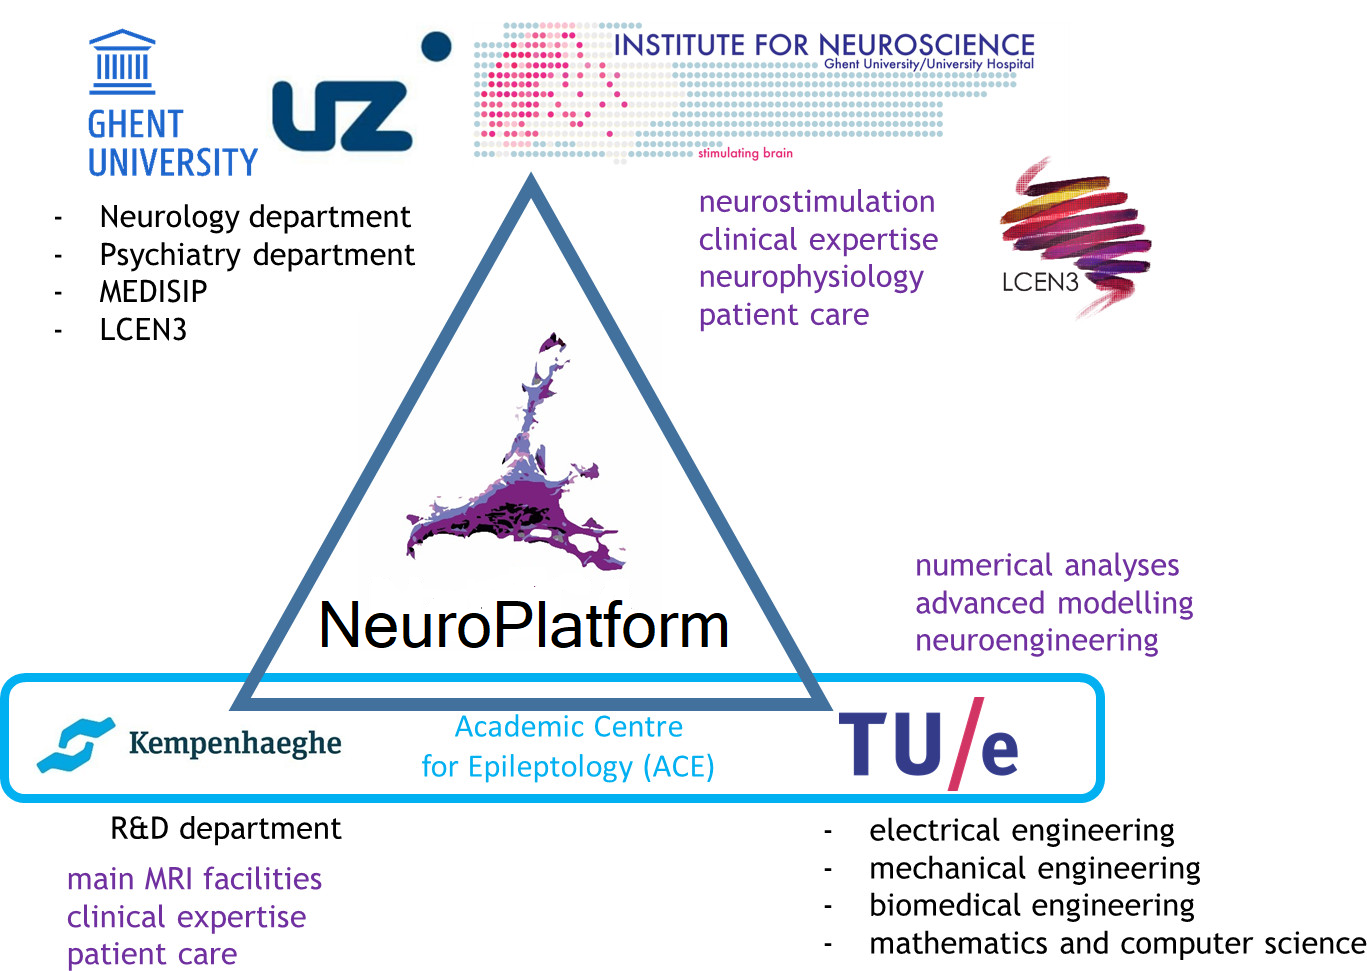 GHENT
UNIVERSITY
UZ
INSTITUTE FOR NEUROSCIENCE
Ghent University/University Hospital
stimulating brain
- Neurology department
- Psychiatry department
- MEDISIP
- LCEN3
neurostimulation
clinical expertise
neurophysiology
patient care
LCEN3
NeuroPlatform
numerical analyses
advanced modelling
neuroengineering
Kempenhaeghe
Academic Centre
for Epileptology (ACE)
TU/e
R&D department
main MRI facilities
clinical expertise
patient care
- electrical engineering
- mechanical engineering
- biomedical engineering
- mathematics and computer science